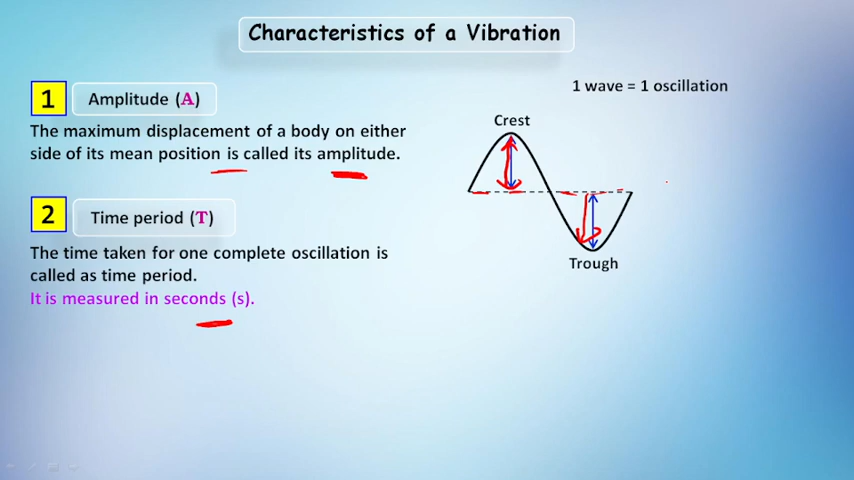 Characteristics of a Vibration
1 Amplitude (A)
The maximum displacement of a body on either
side of its mean position is called its amplitude.
2 Time period (T)
The time taken for one complete oscillation is
called as time period.
It is measured in seconds (s).
1 wave = 1 oscillation
Crest
Trough